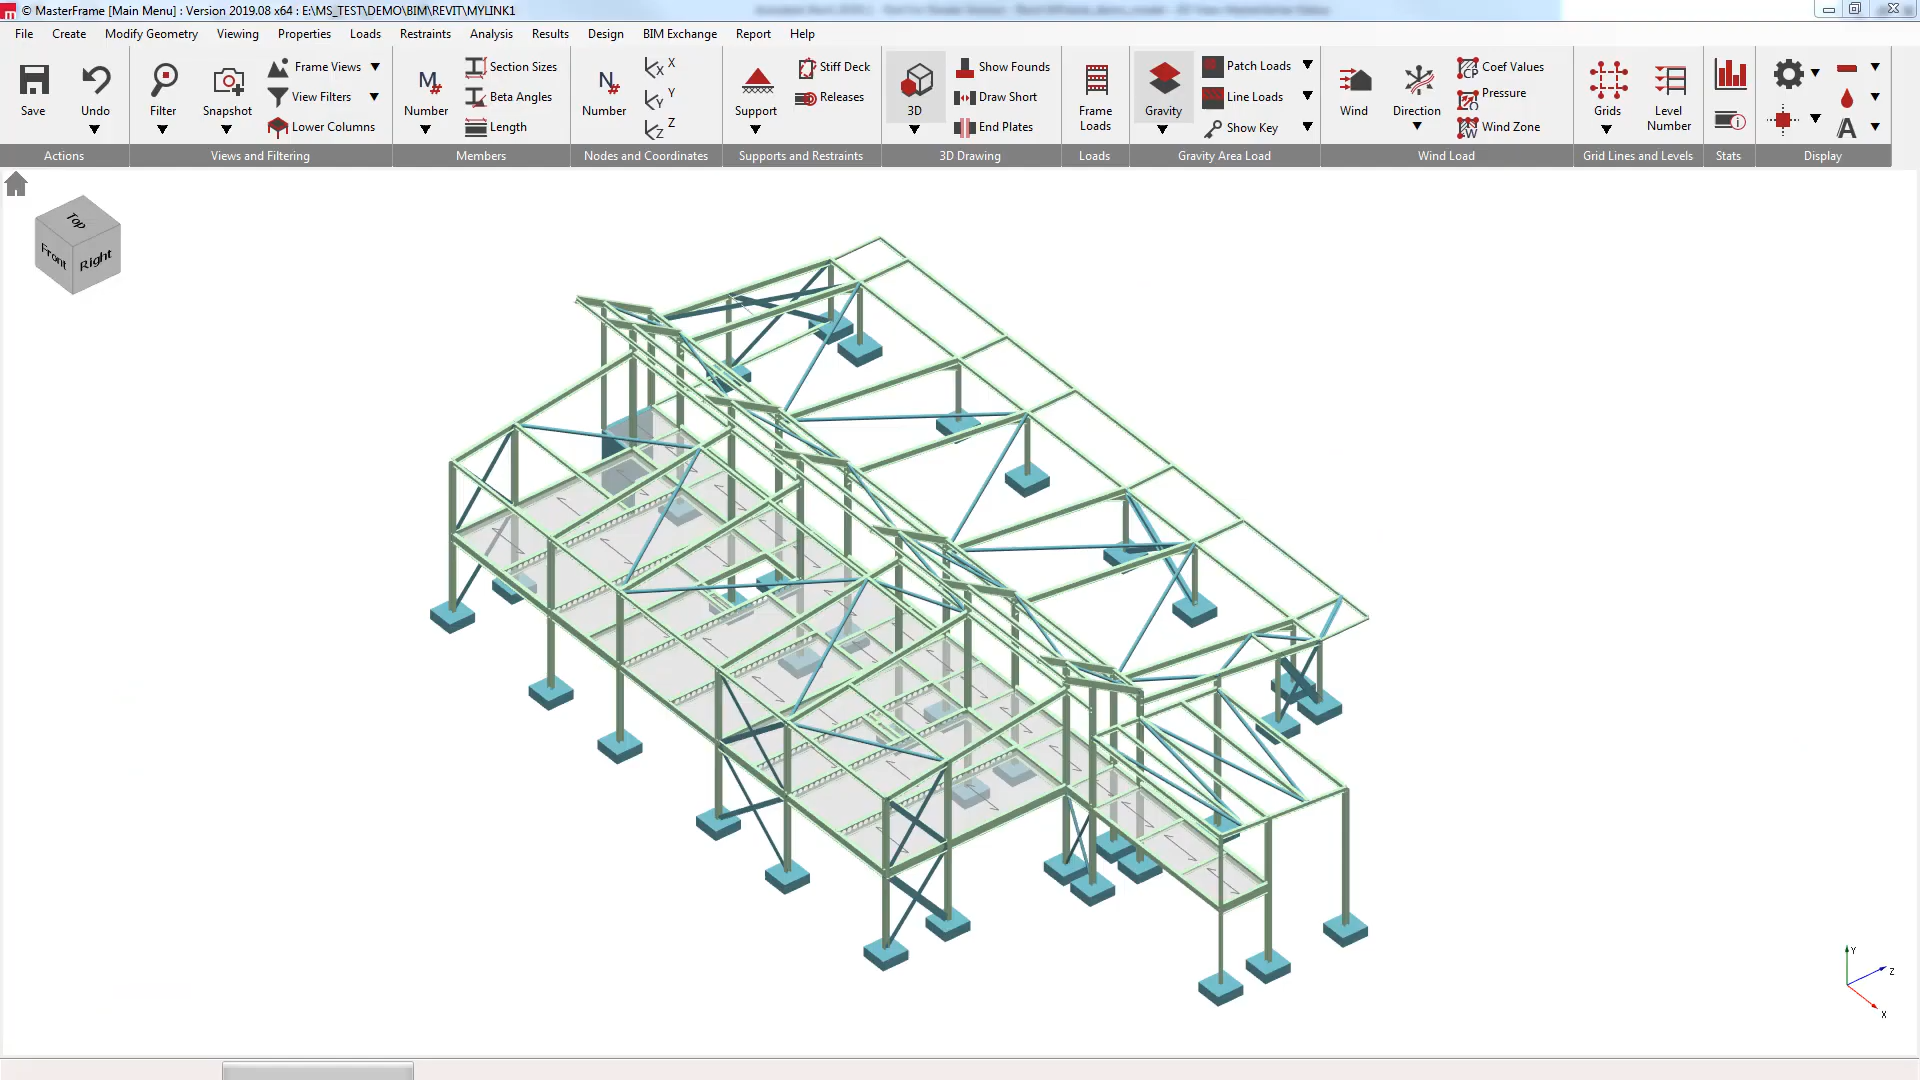 © MasterFrame [Main Menu] : Version 2019.08 x64 : E:\MS_TEST\DEMO\BIM\REVIT\MYLINK1
File Create Modify Geometry Viewing Properties Loads Restraints Analysis Results Design BIM Exchange Report Help
Save
Undo
Actions
Filter
Snapshot
Frame Views
View Filters
Lower Columns
Views and Filtering
M#
Number
Section Sizes
Beta Angles
Length
Members
N#
Number
X X
Y Y
Z Z
Nodes and Coordinates
Support
Stiff Deck
Releases
Supports and Restraints
3D
Show Founds
Draw Short
End Plates
3D Drawing
Frame
Loads
Loads
Gravity
Patch Loads
Line Loads
Show Key
Gravity Area Load
Wind
Direction
Coef Values
Pressure
Wind Zone
Wind Load
Grids
Level
Number
Grid Lines and Levels
Stats
A
Display
Top
Front
Right
Y
Z
X